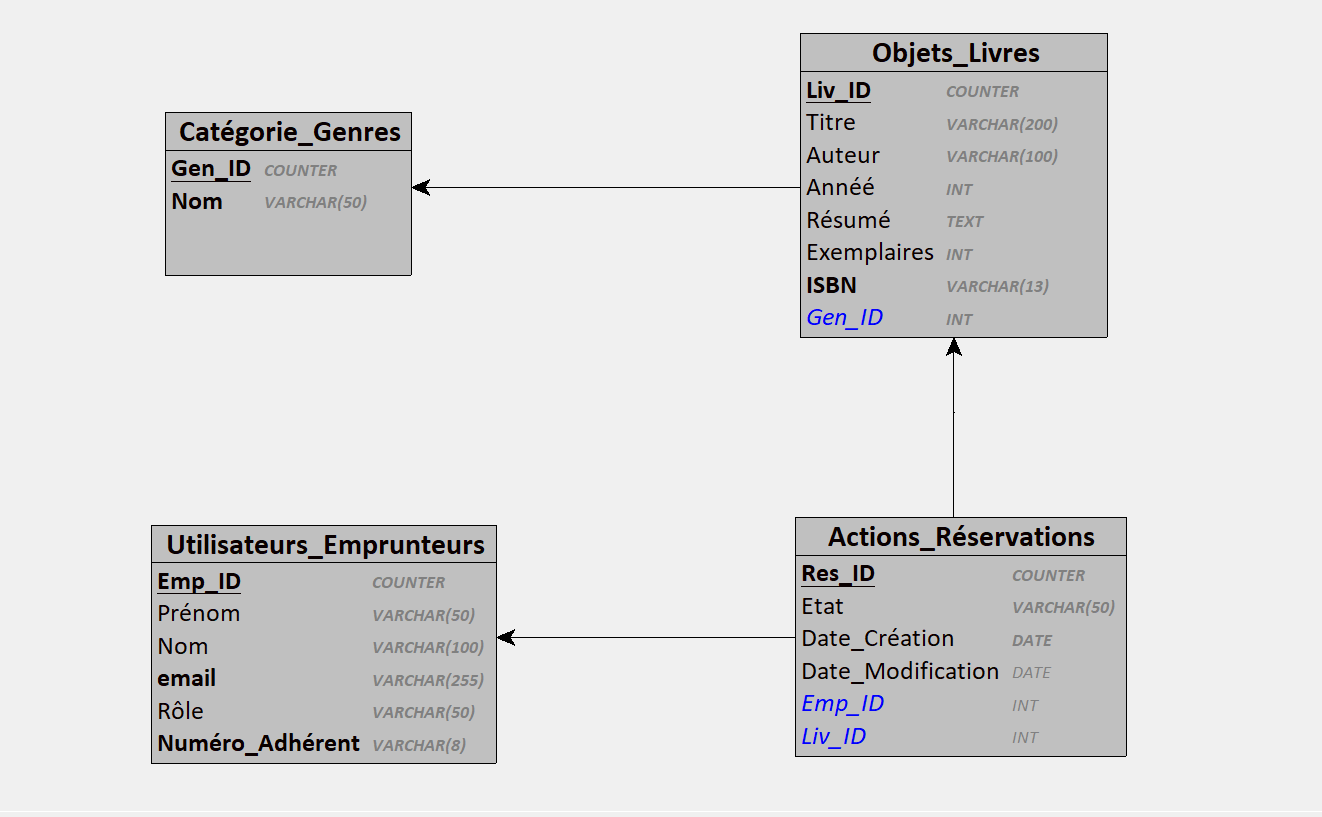 Catégorie_Genres
Gen_ID COUNTER
Nom VARCHAR(50)
Objets_Livres
Liv_ID COUNTER
Titre VARCHAR(200)
Auteur VARCHAR(100)
Annéé INT
Résumé TEXT
Exemplaires INT
ISBN VARCHAR(13)
Gen_ID INT
Utilisateurs_Emprunteurs
Emp_ID COUNTER
Prénom VARCHAR(50)
Nom VARCHAR(100)
email VARCHAR(255)
Rôle VARCHAR(50)
Numéro_Adhérent VARCHAR(8)
Actions_Réservations
Res_ID COUNTER
Etat VARCHAR(50)
Date_Création DATE
Date_Modification DATE
Emp_ID INT
Liv_ID INT